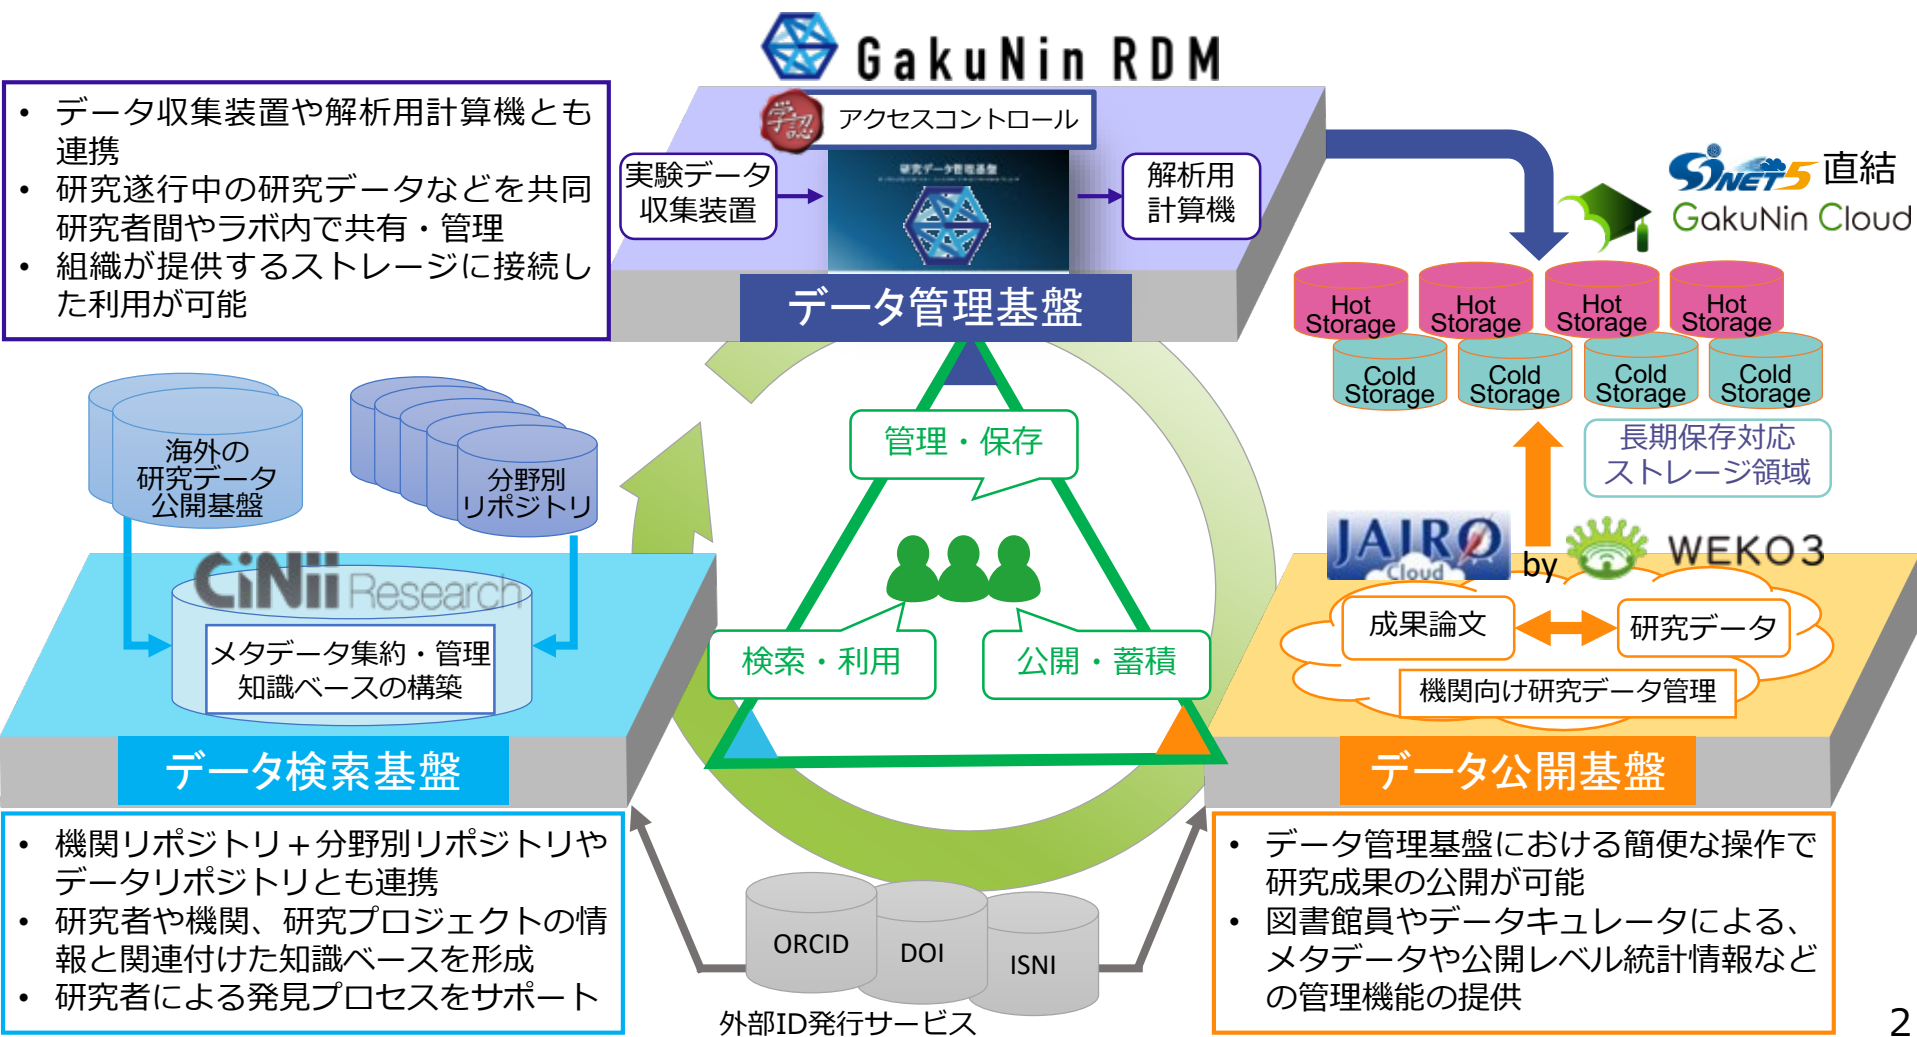 GakuNin RDM
• データ収集装置や解析用計算機とも
連携
• 研究遂行中の研究データなどを共同
研究者間やラボ内で共有・管理
• 組織が提供するストレージに接続し
た利用が可能
学認
アクセスコントロール
実験データ
収集装置
研究データ管理基盤
解析用
計算機
データ管理基盤
SINET5 直結
GakuNin Cloud
Hot
Storage
Hot
Storage
Hot
Storage
Hot
Storage
Cold
Storage
Cold
Storage
Cold
Storage
Cold
Storage
長期保存対応
ストレージ領域
海外の
研究データ
公開基盤
分野別
リポジトリ
CiNii Research
メタデータ集約・管理
知識ベースの構築
データ検索基盤
管理・保存
検索・利用
公開・蓄積
JAIRO
Cloud
by
WEKO3
成果論文
研究データ
機関向け研究データ管理
データ公開基盤
• 機関リポジトリ＋分野別リポジトリや
データリポジトリとも連携
• 研究者や機関、研究プロジェクトの情
報と関連付けた知識ベースを形成
• 研究者による発見プロセスをサポート
ORCID
DOI
ISNI
外部ID発行サービス
• データ管理基盤における簡便な操作で
研究成果の公開が可能
• 図書館員やデータキュレータによる、
メタデータや公開レベル統計情報など
の管理機能の提供
2